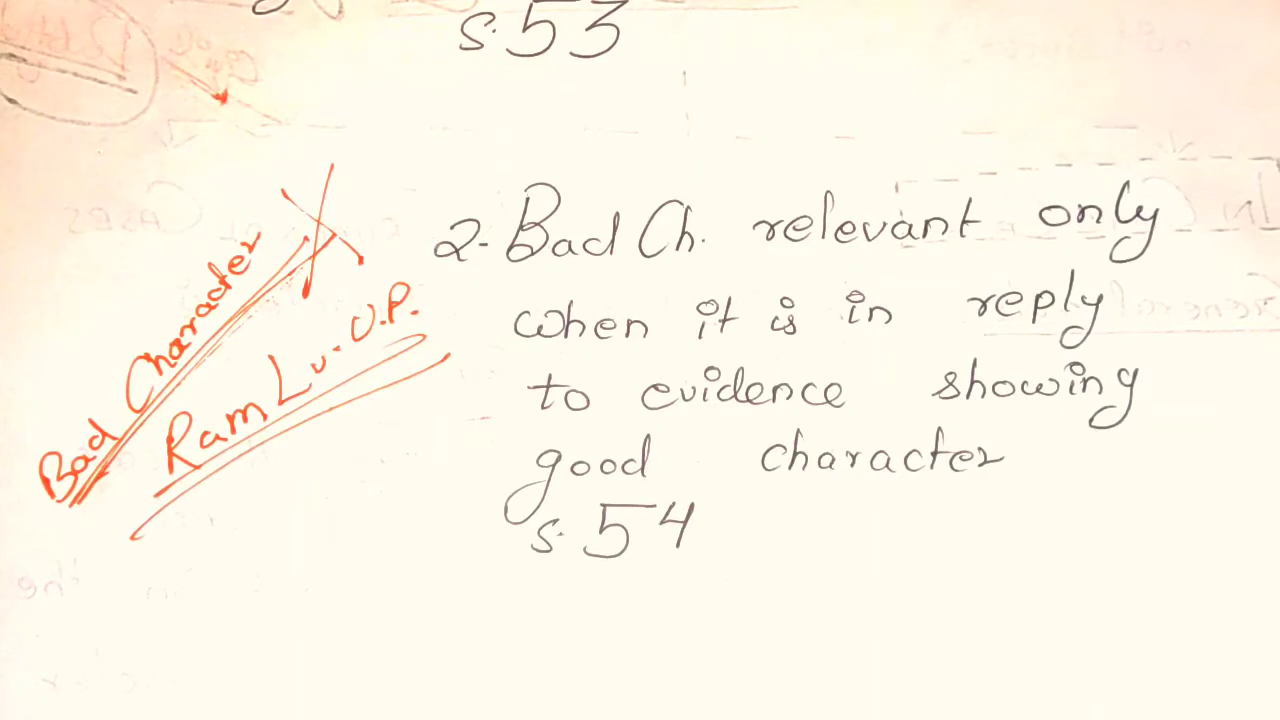 s.53
2- Bad Ch. relevant only
when it is in reply
to evidence showing
good character
s. 54
Bad Character
Ram L v. U.P.